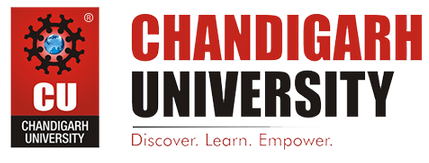 ®
CU
CHANDIGARH
UNIVERSITY
CHANDIGARH
UNIVERSITY
Discover. Learn. Empower.